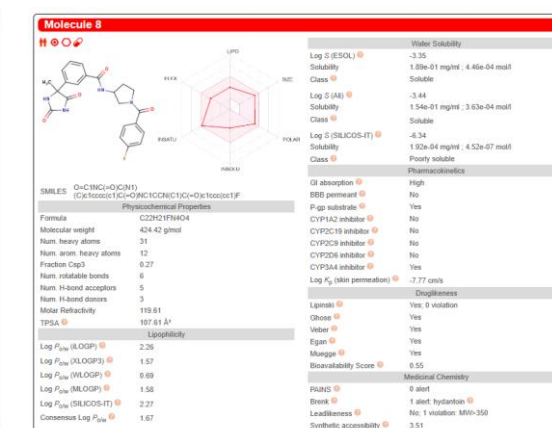 Molecule 8
LIPO
FLEX
SIZE
INSATU
POLAR
INSOLU
H₃C
O
HN
NH
O
O
HN
N
O
F
SMILES O=C1NC(=O)C(N1)
(C)c1cccc(c1)C(=O)NC1CCN(C1)C(=O)c1ccc(cc1)F
Physicochemical Properties
Formula C22H21FN4O4
Molecular weight 424.42 g/mol
Num. heavy atoms 31
Num. arom. heavy atoms 12
Fraction Csp3 0.27
Num. rotatable bonds 6
Num. H-bond acceptors 5
Num. H-bond donors 3
Molar Refractivity 119.61
TPSA 107.61 Å²
Lipophilicity
Log Po/w (iLOGP) 2.26
Log Po/w (XLOGP3) 1.57
Log Po/w (WLOGP) 0.69
Log Po/w (MLOGP) 1.58
Log Po/w (SILICOS-IT) 2.27
Consensus Log Po/w 1.67
Water Solubility
Log S (ESOL) -3.35
Solubility 1.89e-01 mg/ml ; 4.46e-04 mol/l
Class Soluble
Log S (Ali) -3.44
Solubility 1.54e-01 mg/ml ; 3.63e-04 mol/l
Class Soluble
Log S (SILICOS-IT) -6.34
Solubility 1.92e-04 mg/ml ; 4.52e-07 mol/l
Class Poorly soluble
Pharmacokinetics
GI absorption High
BBB permeant No
P-gp substrate Yes
CYP1A2 inhibitor No
CYP2C19 inhibitor No
CYP2C9 inhibitor No
CYP2D6 inhibitor No
CYP3A4 inhibitor Yes
Log Kp (skin permeation) -7.77 cm/s
Druglikeness
Lipinski Yes; 0 violation
Ghose Yes
Veber Yes
Egan Yes
Muegge Yes
Bioavailability Score 0.55
Medicinal Chemistry
PAINS 0 alert
Brenk 1 alert: hydantoin
Leadlikeness No; 1 violation: MW>350
Synthetic accessibility 3.51